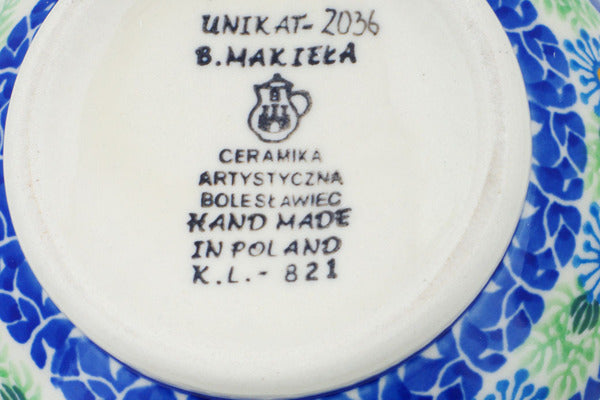 UNIKAT-2036
B.MAKIEŁA
CERAMIKA
ARTYSTYCZNA
BOLESŁAWIEC
HAND MADE
IN POLAND
K.L.-821